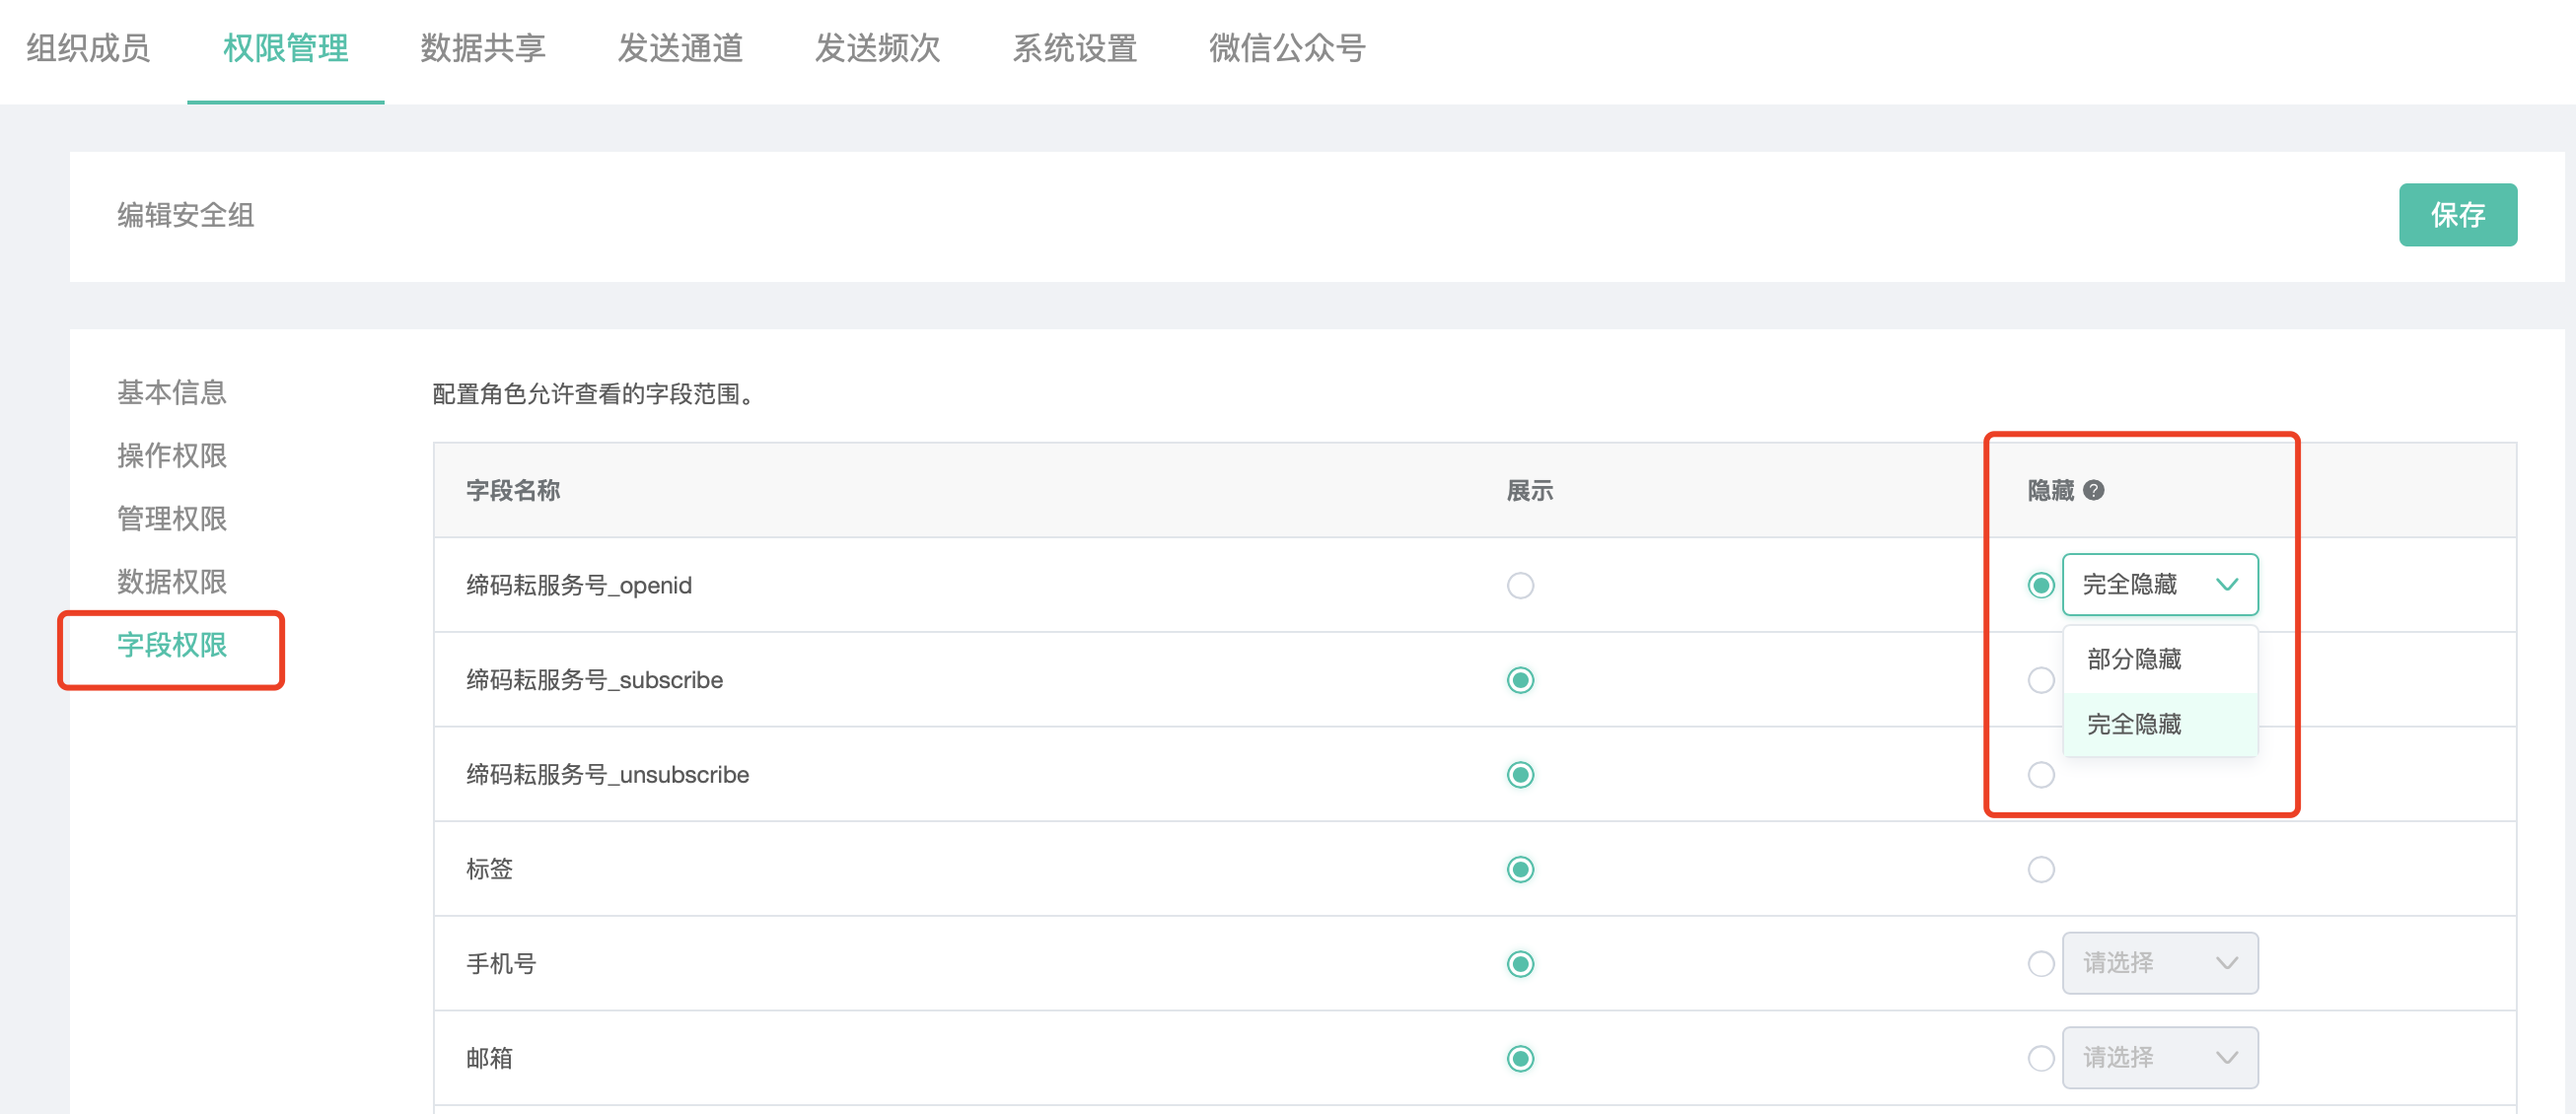 组织成员 权限管理 数据共享 发送通道 发送频次 系统设置 微信公众号
编辑安全组 保存
基本信息
操作权限
管理权限
数据权限
字段权限
配置角色允许查看的字段范围。
字段名称 展示 隐藏 ?
缔码耘服务号_openid 完全隐藏
部分隐藏
完全隐藏
缔码耘服务号_subscribe
缔码耘服务号_unsubscribe
标签
手机号 请选择
邮箱 请选择